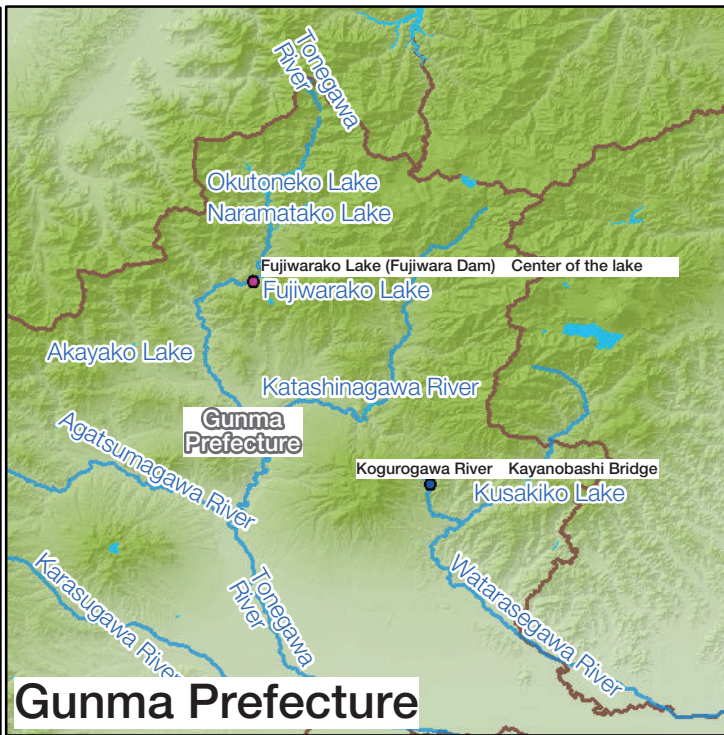 Tonegawa
River
Okutoneko Lake
Naramatako Lake
Fujiwarako Lake (Fujiwara Dam) Center of the lake
Fujiwarako Lake
Akayako Lake
Katashinagawa River
Gunma
Prefecture
Agatsumagawa River
Kogurogawa River Kayanobashi Bridge
Kusakiko Lake
Karasugawa River
Tonegawa
River
Watarasegawa River
Gunma Prefecture